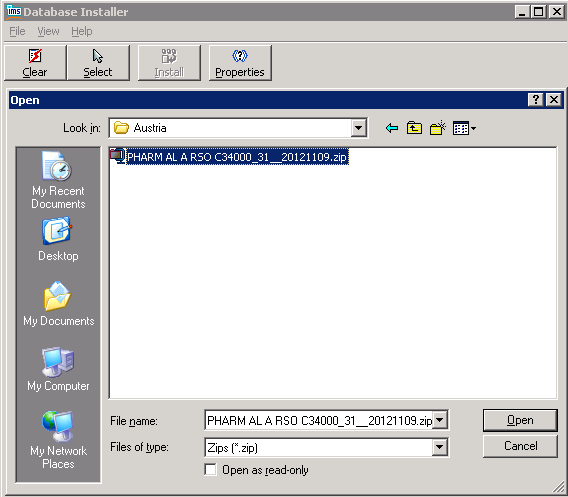 ims Database Installer
File View Help
Clear Select Install Properties
Open
Look in: Austria
PHARM AL A RSO C34000_31__20121109.zip
My Recent
Documents
Desktop
My Documents
My Computer
My Network
Places
File name: PHARM AL A RSO C34000_31__20121109.zip
Open
Files of type: Zips (*.zip)
Cancel
Open as read-only